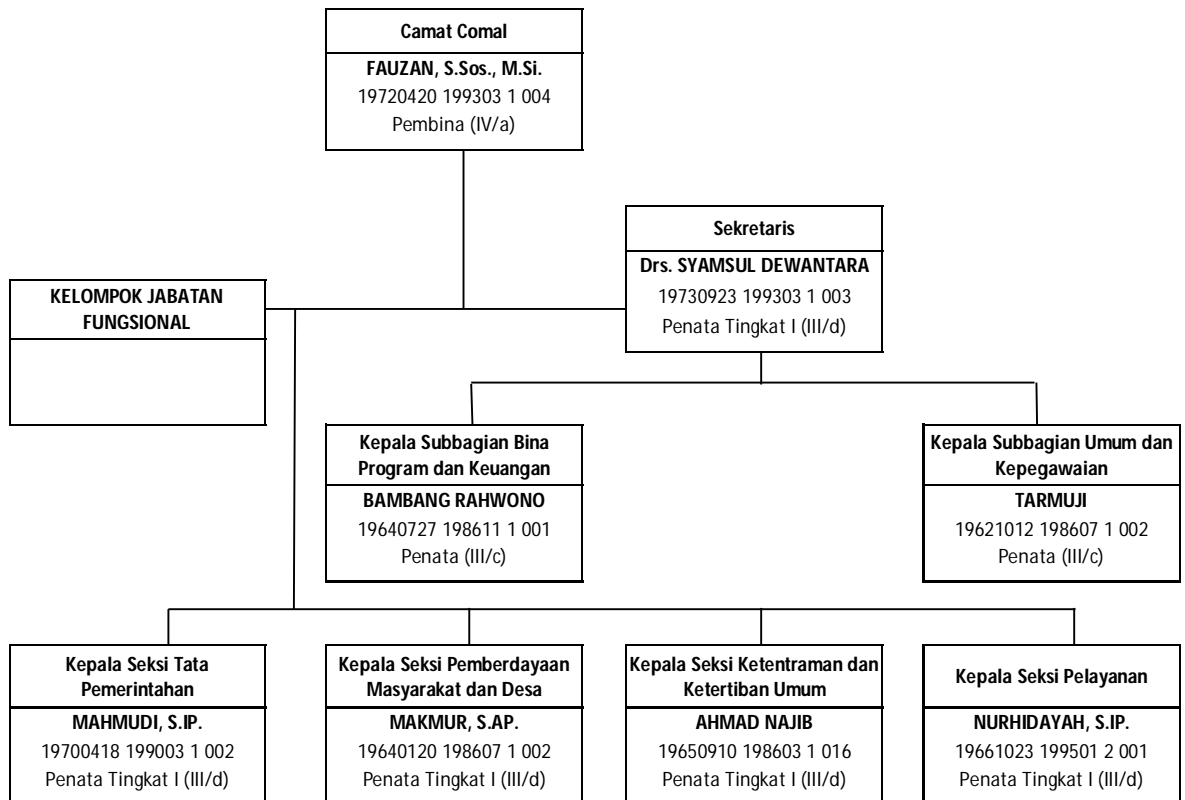 Camat Comal
FAUZAN, S.Sos., M.Si.
19720420 199303 1 004
Pembina (IV/a)
Sekretaris
Drs. SYAMSUL DEWANTARA
19730923 199303 1 003
Penata Tingkat I (III/d)
KELOMPOK JABATAN
FUNGSIONAL
Kepala Subbagian Bina
Program dan Keuangan
BAMBANG RAHWONO
19640727 198611 1 001
Penata (III/c)
Kepala Subbagian Umum dan
Kepegawaian
TARMUJI
19621012 198607 1 002
Penata (III/c)
Kepala Seksi Tata
Pemerintahan
MAHMUDI, S.IP.
19700418 199003 1 002
Penata Tingkat I (III/d)
Kepala Seksi Pemberdayaan
Masyarakat dan Desa
MAKMUR, S.AP.
19640120 198607 1 002
Penata Tingkat I (III/d)
Kepala Seksi Ketentraman dan
Ketertiban Umum
AHMAD NAJIB
19650910 198603 1 016
Penata Tingkat I (III/d)
Kepala Seksi Pelayanan
NURHIDAYAH, S.IP.
19661023 199501 2 001
Penata Tingkat I (III/d)